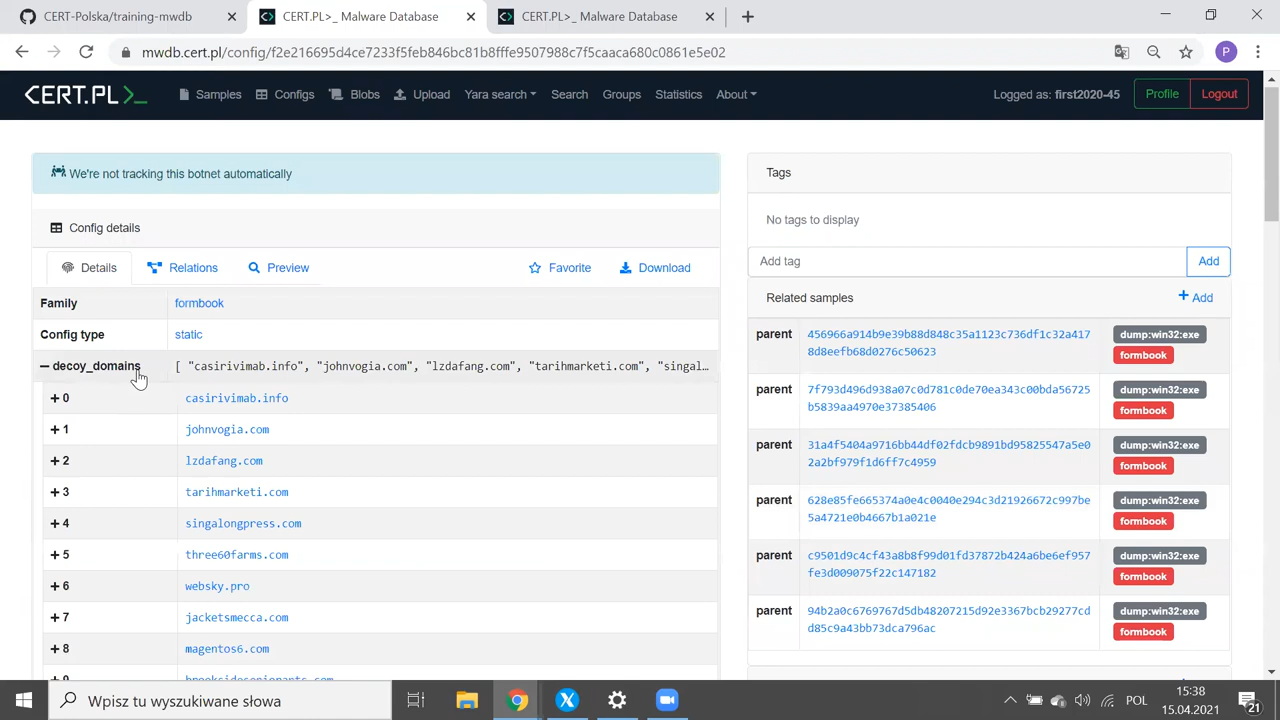 CERT-Polska/training-mwdb
CERT.PL>_ Malware Database
CERT.PL>_ Malware Database
mwdb.cert.pl/config/f2e216695d4ce7233f5feb846bc81b8fffe9507988c7f5caaca680c0861e5e02
P
CERT.PL>_
Samples
Configs
Blobs
Upload
Yara search
Search
Groups
Statistics
About
Logged as: first2020-45
Profile
Logout
We're not tracking this botnet automatically
Config details
Details
Relations
Preview
Favorite
Download
Family formbook
Config type static
decoy_domains [ "casirivimab.info", "johnvogia.com", "lzdafang.com", "tarihmarketi.com", "singal...
+ 0 casirivimab.info
+ 1 johnvogia.com
+ 2 lzdafang.com
+ 3 tarihmarketi.com
+ 4 singalongpress.com
+ 5 three60farms.com
+ 6 websky.pro
+ 7 jacketsmecca.com
+ 8 magentos6.com
Tags
No tags to display
Add tag
Add
Related samples
+ Add
parent 456966a914b9e39b88d848c35a1123c736df1c32a417
8d8eefb68d0276c50623
dump:win32:exe
formbook
parent 7f793d496d938a07c0d781c0de70ea343c00bda56725
b5839aa4970e37385406
dump:win32:exe
formbook
parent 31a4f5404a9716bb44df02fdcb9891bd95825547a5e0
2a2bf979f1d6ff7c4959
dump:win32:exe
formbook
parent 628e85fe665374a0e4c0040e294c3d21926672c997be
5a4721e0b4667b1a021e
dump:win32:exe
formbook
parent c9501d9c4cf43a8b8f99d01fd37872b424a6be6ef957
fe3d009075f22c147182
dump:win32:exe
formbook
parent 94b2a0c6769767d5db48207215d92e3367bcb29277cd
d85c9a43bb73dca796ac
dump:win32:exe
formbook
Wpisz tu wyszukiwane słowa
POL
15:38
15.04.2021
21